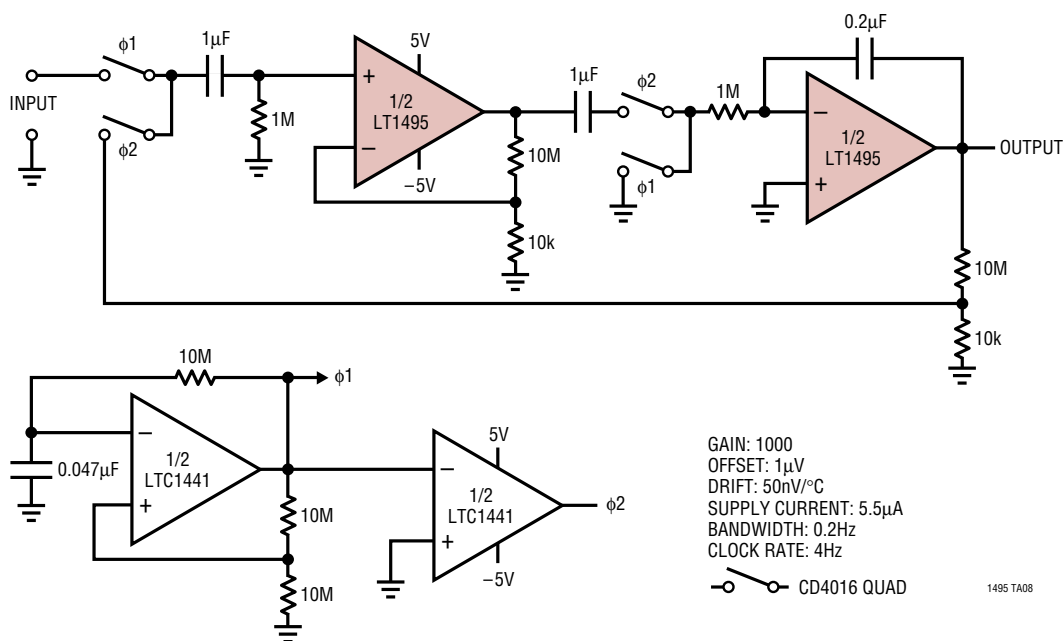 INPUT
ϕ1
ϕ2
1µF
1M
+
−
1/2
LT1495
5V
−5V
10M
10k
1µF
ϕ2
ϕ1
1M
0.2µF
−
+
1/2
LT1495
OUTPUT
10M
10k
10M
ϕ1
0.047µF
−
+
1/2
LTC1441
10M
10M
−
+
1/2
LTC1441
5V
−5V
ϕ2
GAIN: 1000
OFFSET: 1µV
DRIFT: 50nV/°C
SUPPLY CURRENT: 5.5µA
BANDWIDTH: 0.2Hz
CLOCK RATE: 4Hz
CD4016 QUAD
1495 TA08